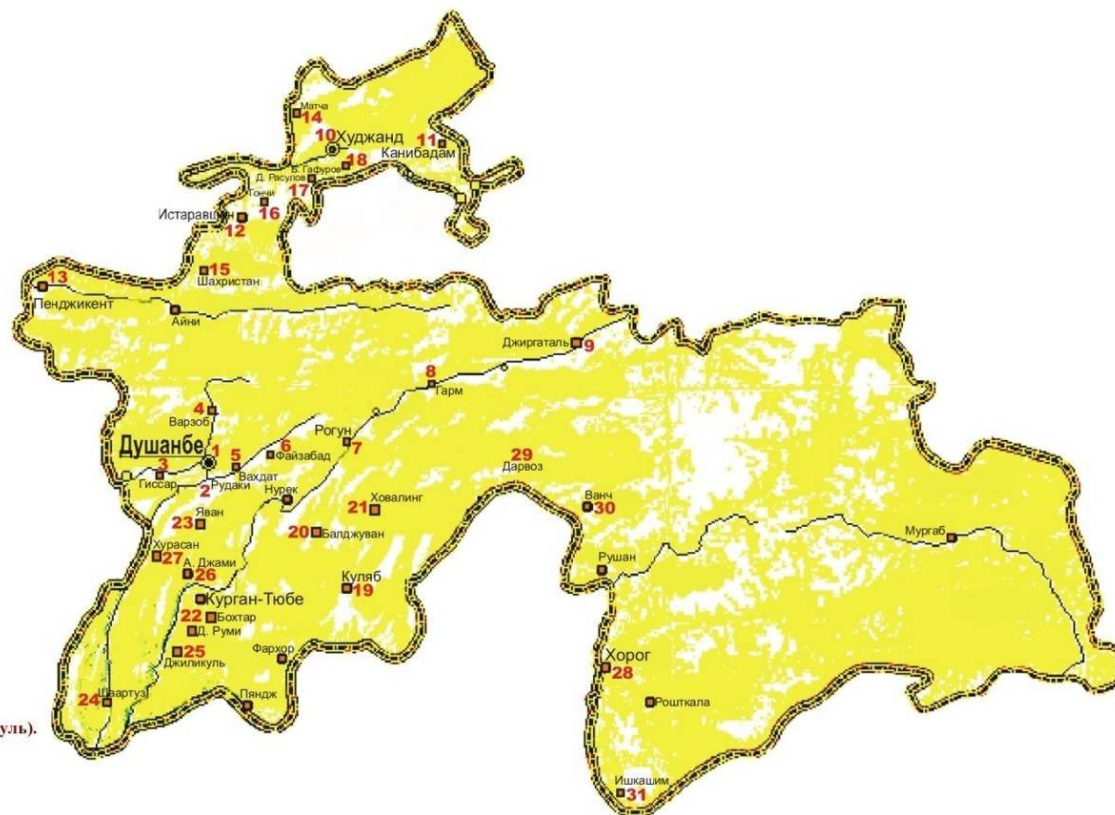 Матча
14
10
Худжанд
11
Канибадам
18
Б. Гафуров
Д. Расулов
17
Гончи
16
Истаравшан
12
15
Шахристан
13
Пенджикент
Айни
Джиргаталь
9
8
Гарм
4
Варзоб
Рогун
7
Душанбе
1
5
6
Файзабад
Вахдат
3
Гиссар
2
Рудаки
Нурек
29
Дарвоз
Ховалинг
21
Ванч
30
23
Яван
20
Балджуван
Мургаб
Хурасан
27
А. Джами
26
Рушан
Куляб
19
Курган-Тюбе
22
Бохтар
Д. Руми
25
Джиликуль
Фархор
Хорог
28
24
Шаартуз
Пяндж
Рошткала
уль).
Ишкашим
31